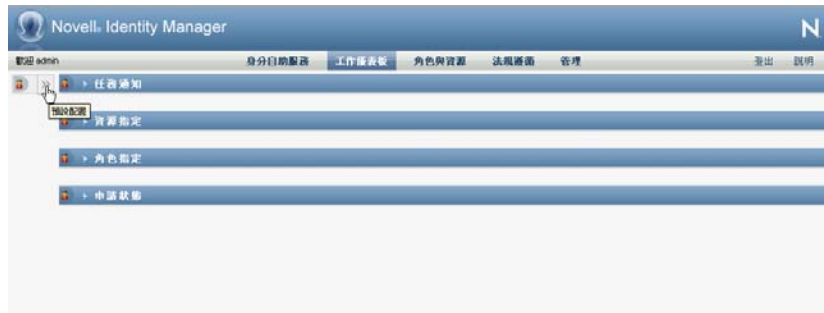 Novell® Identity Manager
N
歡迎 admin
身分自助服務 工作儀表板 角色與資源 法規遵循 管理 登出 說明
任務通知
預設配置
資源指定
角色指定
申請狀態